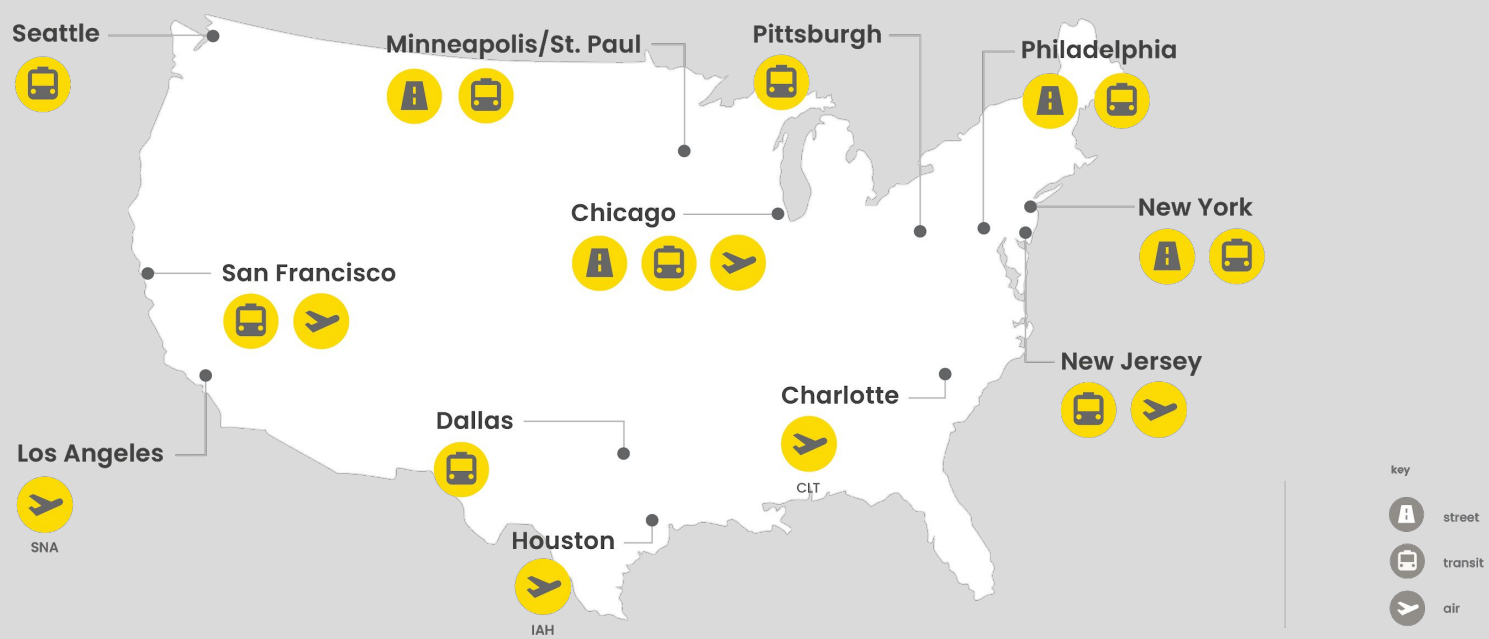 Seattle
Minneapolis/St. Paul
Pittsburgh
Philadelphia
Chicago
New York
San Francisco
New Jersey
Charlotte
CLT
Dallas
Los Angeles
SNA
Houston
IAH
key
street
transit
air